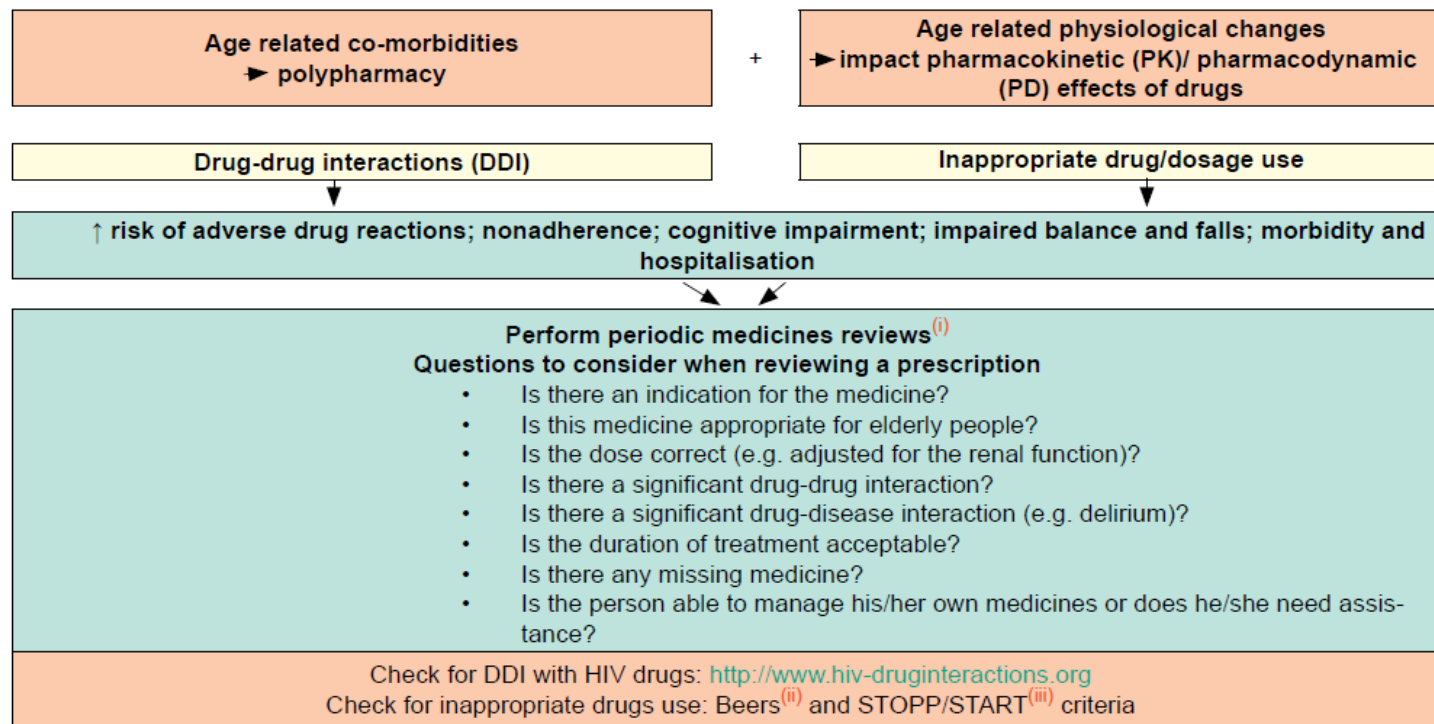 Age related co-morbidities
➛ polypharmacy
+
Age related physiological changes
➛ impact pharmacokinetic (PK)/ pharmacodynamic
(PD) effects of drugs
Drug-drug interactions (DDI)
Inappropriate drug/dosage use
↑ risk of adverse drug reactions; nonadherence; cognitive impairment; impaired balance and falls; morbidity and
hospitalisation
Perform periodic medicines reviews(i)
Questions to consider when reviewing a prescription
• Is there an indication for the medicine?
• Is this medicine appropriate for elderly people?
• Is the dose correct (e.g. adjusted for the renal function)?
• Is there a significant drug-drug interaction?
• Is there a significant drug-disease interaction (e.g. delirium)?
• Is the duration of treatment acceptable?
• Is there any missing medicine?
• Is the person able to manage his/her own medicines or does he/she need assis-
tance?
Check for DDI with HIV drugs: http://www.hiv-druginteractions.org
Check for inappropriate drugs use: Beers(ii) and STOPP/START(iii) criteria